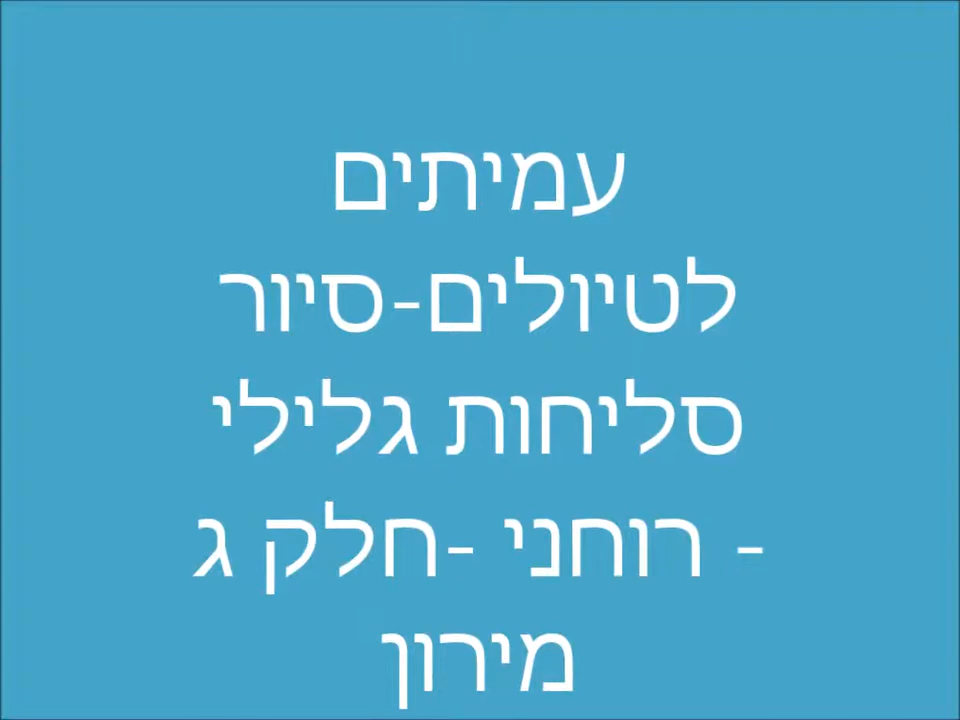 עמיתים
לטיולים-סיור
סליחות גלילי
- רוחני -חלק ג
מירון